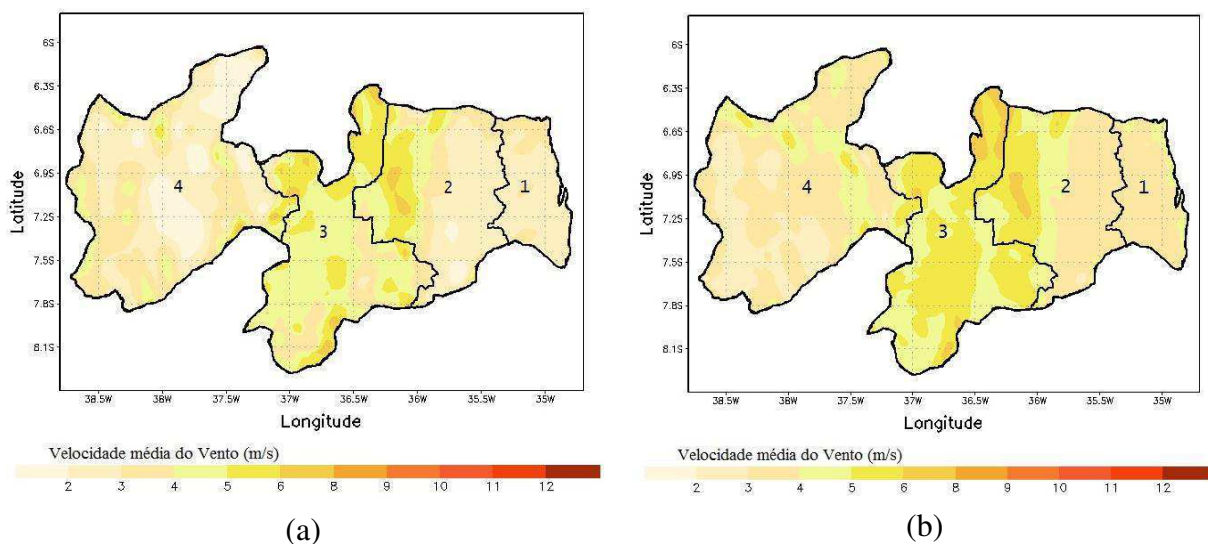 6S
6.3S
6.6S
6.9S
7.2S
7.5S
7.8S
8.1S
Latitude
4
3
2
1
38.5W 38W 37.5W 37W 36.5W 36W 35.5W 35W
Longitude
Velocidade média do Vento (m/s)
2 3 4 5 6 8 9 10 11 12
(a)
6S
6.3S
6.6S
6.9S
7.2S
7.5S
7.8S
8.1S
Latitude
4
3
2
1
38.5W 38W 37.5W 37W 36.5W 36W 35.5W 35W
Longitude
Velocidade média do Vento (m/s)
2 3 4 5 6 8 9 10 11 12
(b)